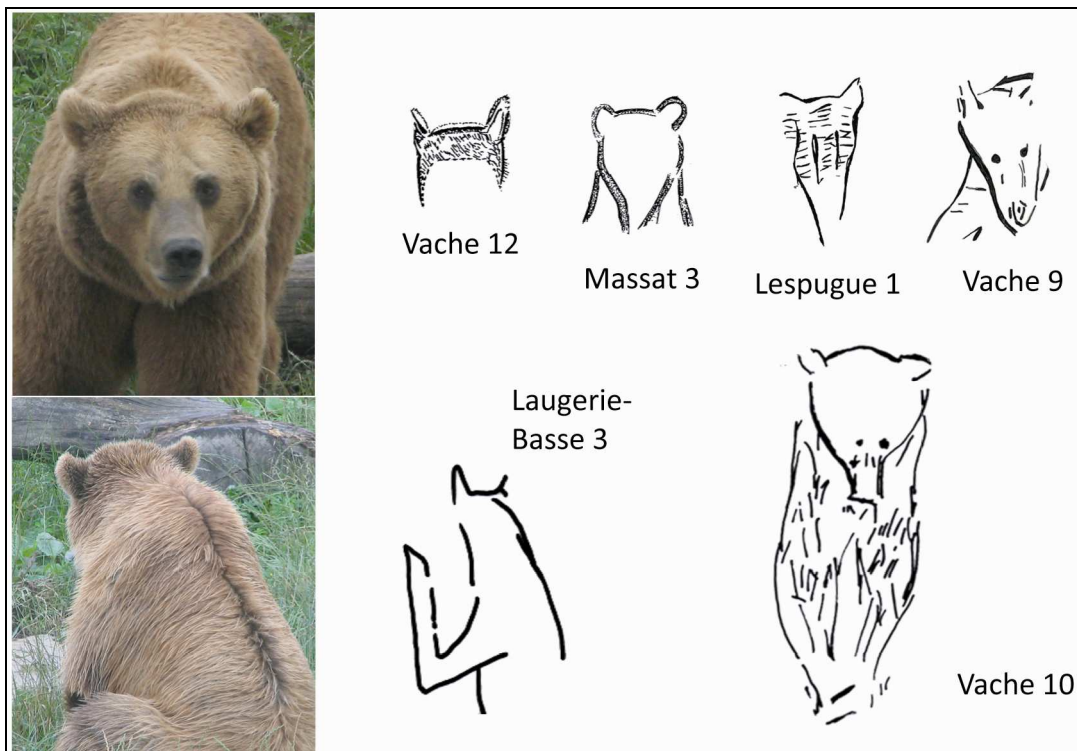 Vache 12
Massat 3
Lespugue 1
Vache 9
Laugerie-
Basse 3
Vache 10